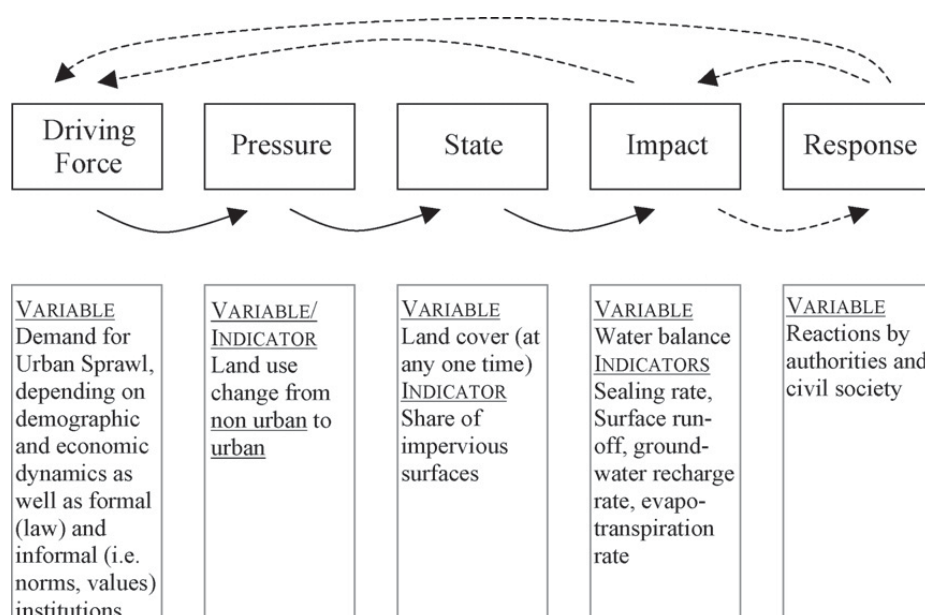 Driving
Force
Pressure
State
Impact
Response
VARIABLE
Demand for
Urban Sprawl,
depending on
demographic
and economic
dynamics as
well as formal
(law) and
informal (i.e.
norms, values)
institutions
VARIABLE/
INDICATOR
Land use
change from
non urban to
urban
VARIABLE
Land cover (at
any one time)
INDICATOR
Share of
impervious
surfaces
VARIABLE
Water balance
INDICATORS
Sealing rate,
Surface run-
off, ground-
water recharge
rate, evapo-
transpiration
rate
VARIABLE
Reactions by
authorities and
civil society